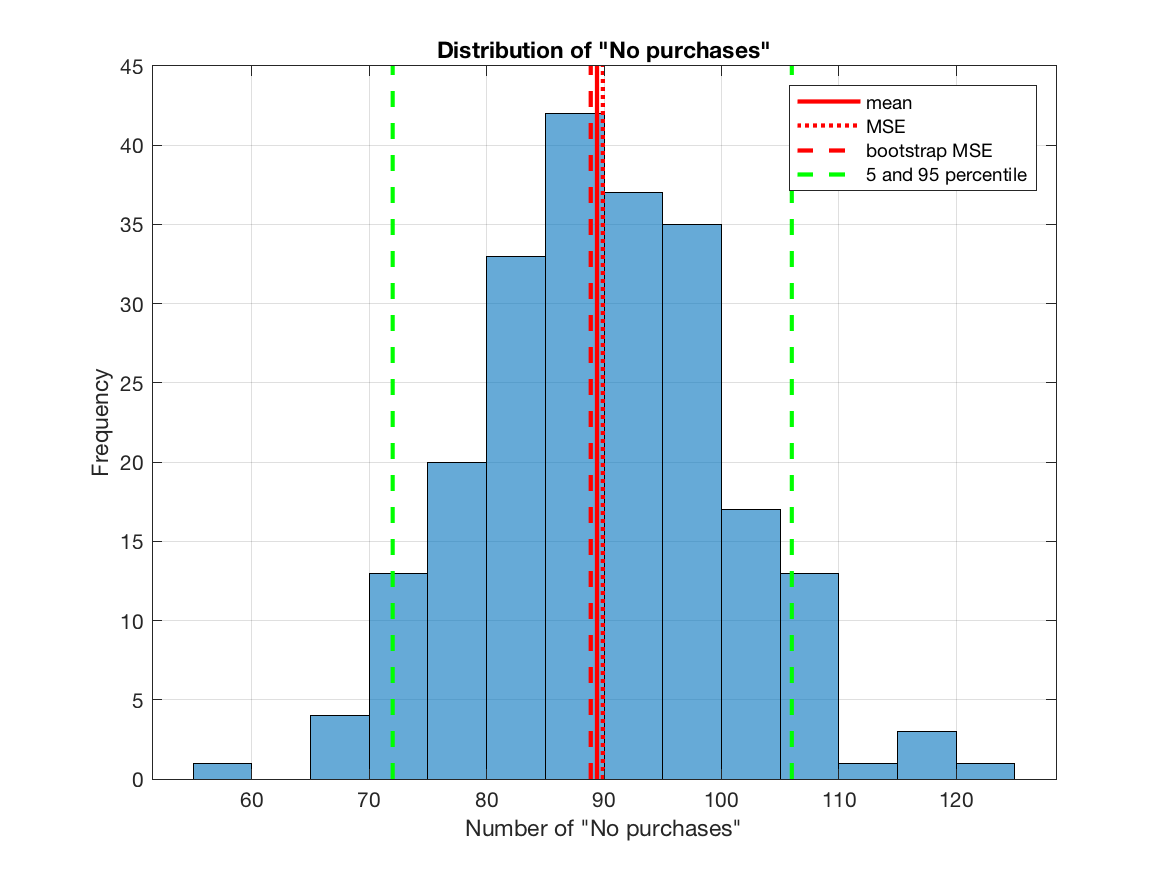 Distribution of "No purchases"
45
40
35
30
25
20
15
10
5
0
Frequency
mean
MSE
bootstrap MSE
5 and 95 percentile
60 70 80 90 100 110 120
Number of "No purchases"